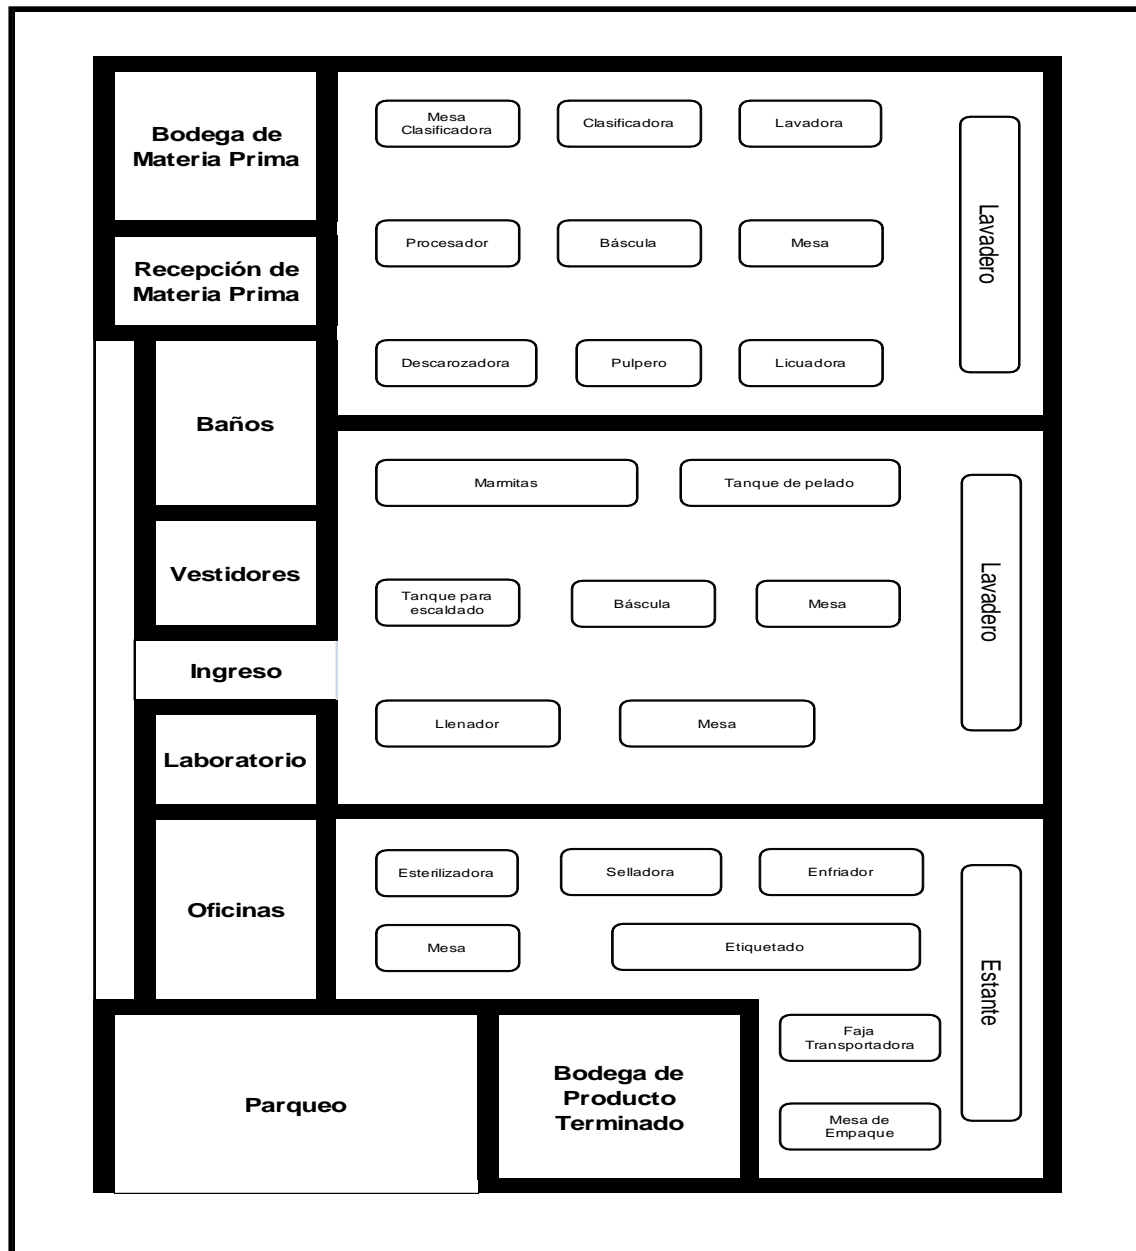 Bodega de
Materia Prima
Mesa
Clasificadora
Clasificadora
Lavadora
Lavadero
Recepción de
Materia Prima
Procesador
Báscula
Mesa
Descarozadora
Pulpero
Licuadora
Baños
Marmitas
Tanque de pelado
Lavadero
Vestidores
Tanque para
escaldado
Báscula
Mesa
Ingreso
Llenador
Mesa
Laboratorio
Oficinas
Esterilizadora
Selladora
Enfriador
Mesa
Etiquetado
Estante
Faja
Transportadora
Parqueo
Bodega de
Producto
Terminado
Mesa de
Empaque